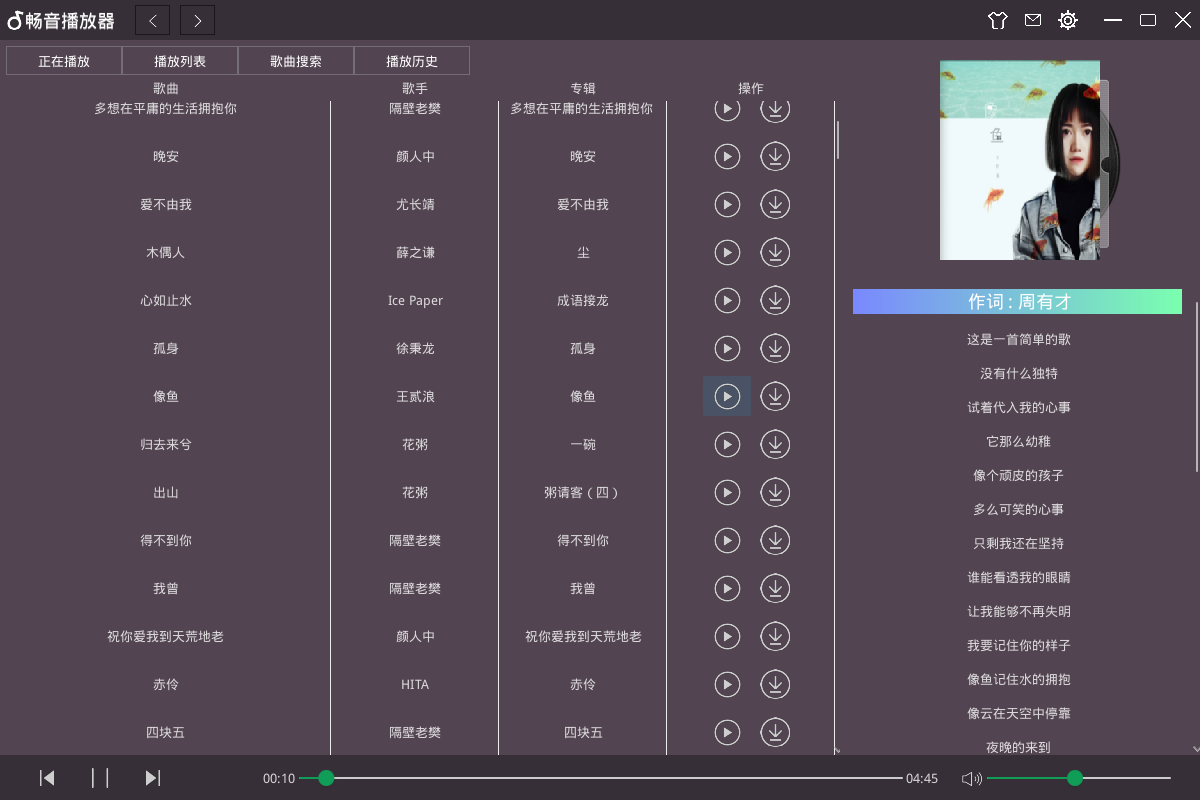 畅音播放器
正在播放 播放列表 歌曲搜索 播放历史
歌曲 歌手 专辑 操作
多想在平庸的生活拥抱你 隔壁老樊 多想在平庸的生活拥抱你
晚安 颜人中 晚安
爱不由我 尤长靖 爱不由我
木偶人 薛之谦 尘
心如止水 Ice Paper 成语接龙
孤身 徐秉龙 孤身
像鱼 王贰浪 像鱼
归去来兮 花粥 一碗
出山 花粥 粥请客（四）
得不到你 隔壁老樊 得不到你
我曾 隔壁老樊 我曾
祝你爱我到天荒地老 颜人中 祝你爱我到天荒地老
赤伶 HITA 赤伶
四块五 隔壁老樊 四块五
作词 : 周有才
这是一首简单的歌
没有什么独特
试着代入我的心事
它那么幼稚
像个顽皮的孩子
多么可笑的心事
只剩我还在坚持
谁能看透我的眼睛
让我能够不再失明
我要记住你的样子
像鱼记住水的拥抱
像云在天空中停靠
夜晚的来到
00:10 04:45